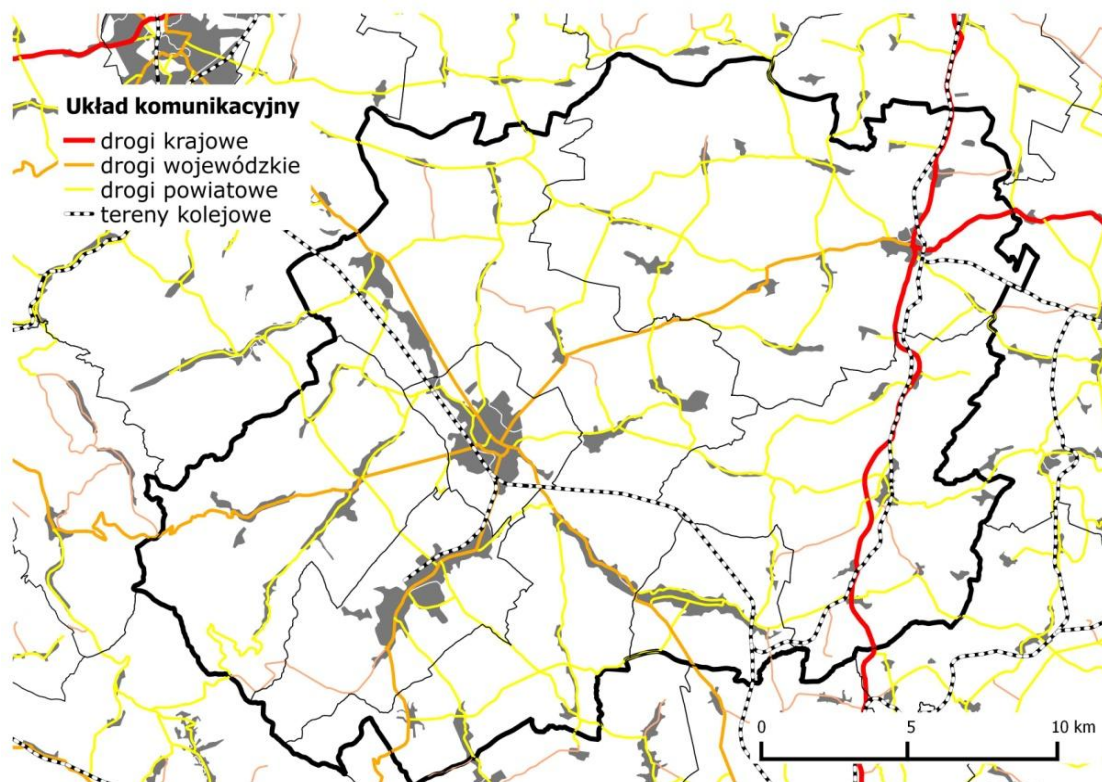 Układ komunikacyjny
drogi krajowe
drogi wojewódzkie
drogi powiatowe
tereny kolejowe
0 5 10 km